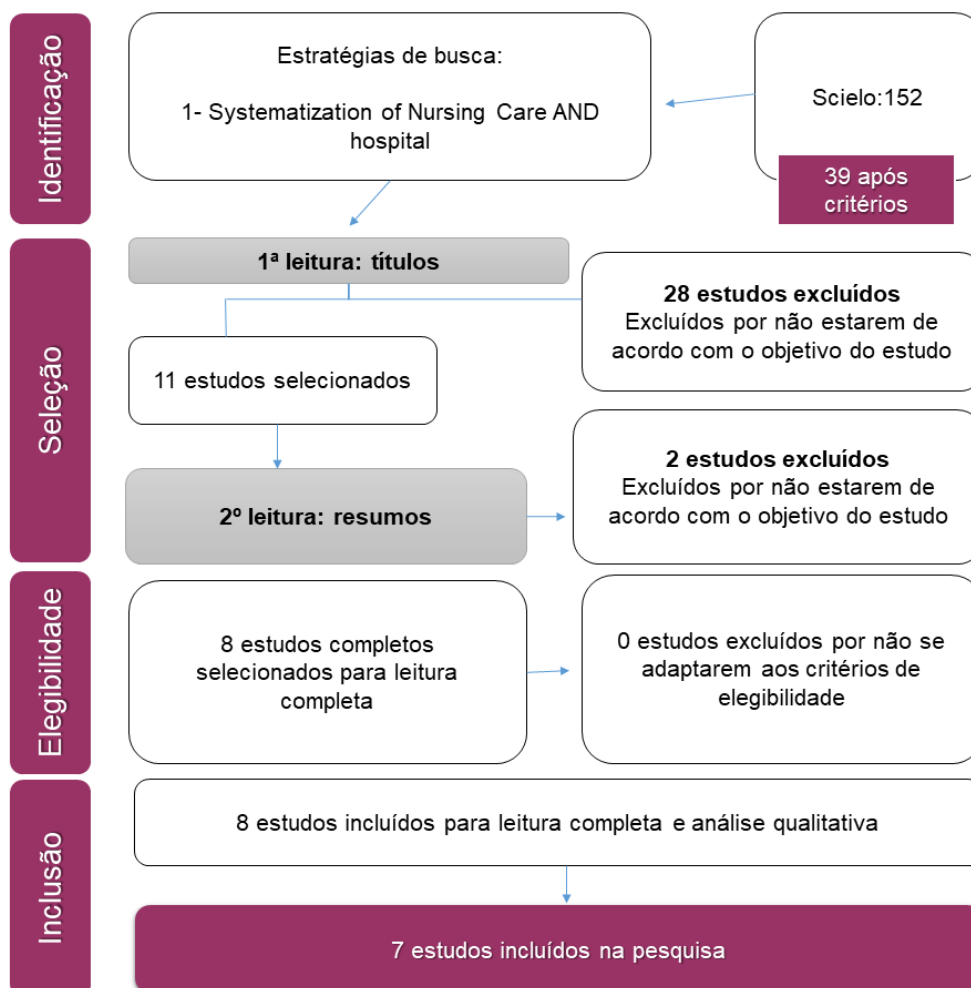 Identificação
Estratégias de busca:
1- Systematization of Nursing Care AND
hospital
Scielo:152
39 após
critérios
Seleção
1ª leitura: títulos
28 estudos excluídos
Excluídos por não estarem de
acordo com o objetivo do estudo
11 estudos selecionados
2º leitura: resumos
2 estudos excluídos
Excluídos por não estarem de
acordo com o objetivo do estudo
Elegibilidade
8 estudos completos
selecionados para leitura
completa
0 estudos excluídos por não se
adaptarem aos critérios de
elegibilidade
Inclusão
8 estudos incluídos para leitura completa e análise qualitativa
7 estudos incluídos na pesquisa